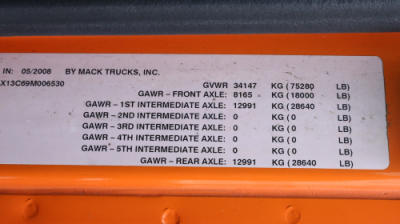 IN: 05/2008 BY MACK TRUCKS, INC.
X13C69M006530 GVWR 34147 KG ( 75280 LB)
GAWR – FRONT AXLE: 8165 KG ( 18000 LB)
GAWR – 1ST INTERMEDIATE AXLE: 12991 KG ( 28640 LB)
GAWR – 2ND INTERMEDIATE AXLE: 0 KG ( 0 LB)
GAWR – 3RD INTERMEDIATE AXLE: 0 KG ( 0 LB)
GAWR – 4TH INTERMEDIATE AXLE: 0 KG ( 0 LB)
GAWR – 5TH INTERMEDIATE AXLE: 0 KG ( 0 LB)
GAWR – REAR AXLE: 12991 KG ( 28640 LB)